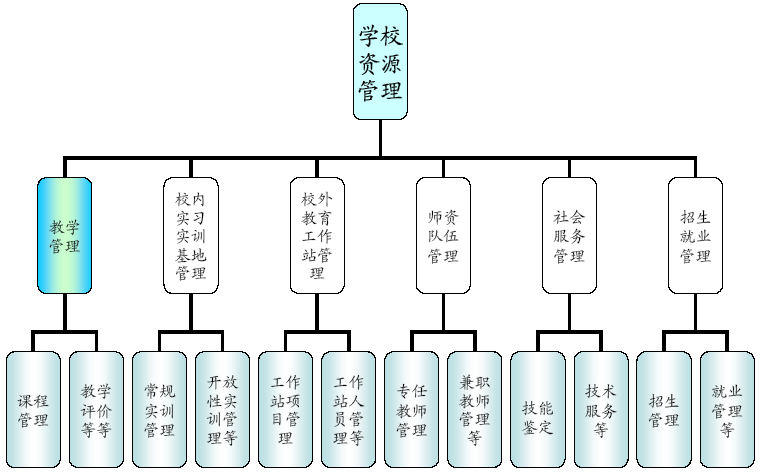 学校
资源
管理
教学
管理
校内
实习
实训
基地
管理
校外
教育
工作
站管
理
师资
队伍
管理
社会
服务
管理
招生
就业
管理
课程
管理
教学
评价
等等
常规
实训
管理
开放
性实
训管
理等
工作
站项
目管
理
工作
站人
员管
理等
专任
教师
管理
兼职
教师
管理
等
技能
鉴定
技术
服务
等
招生
管理
就业
管理
等